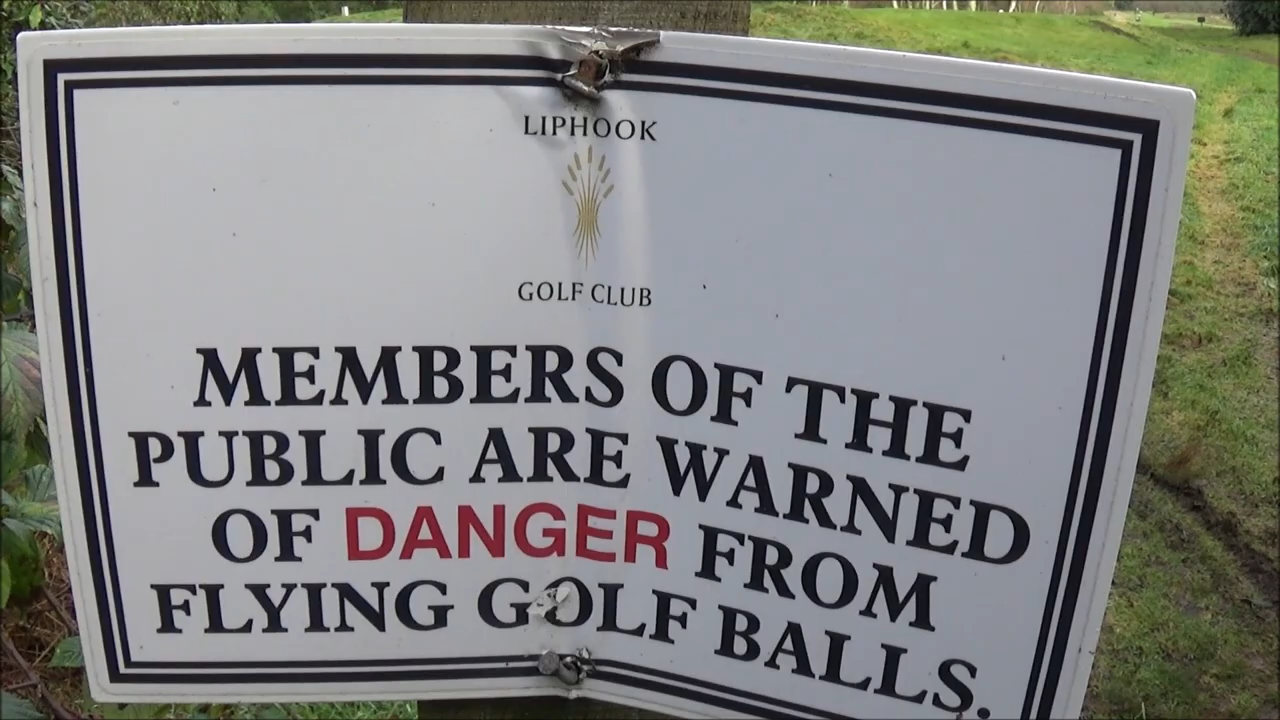 LIPHOOK
GOLF CLUB
MEMBERS OF THE
PUBLIC ARE WARNED
OF DANGER FROM
FLYING GOLF BALLS.